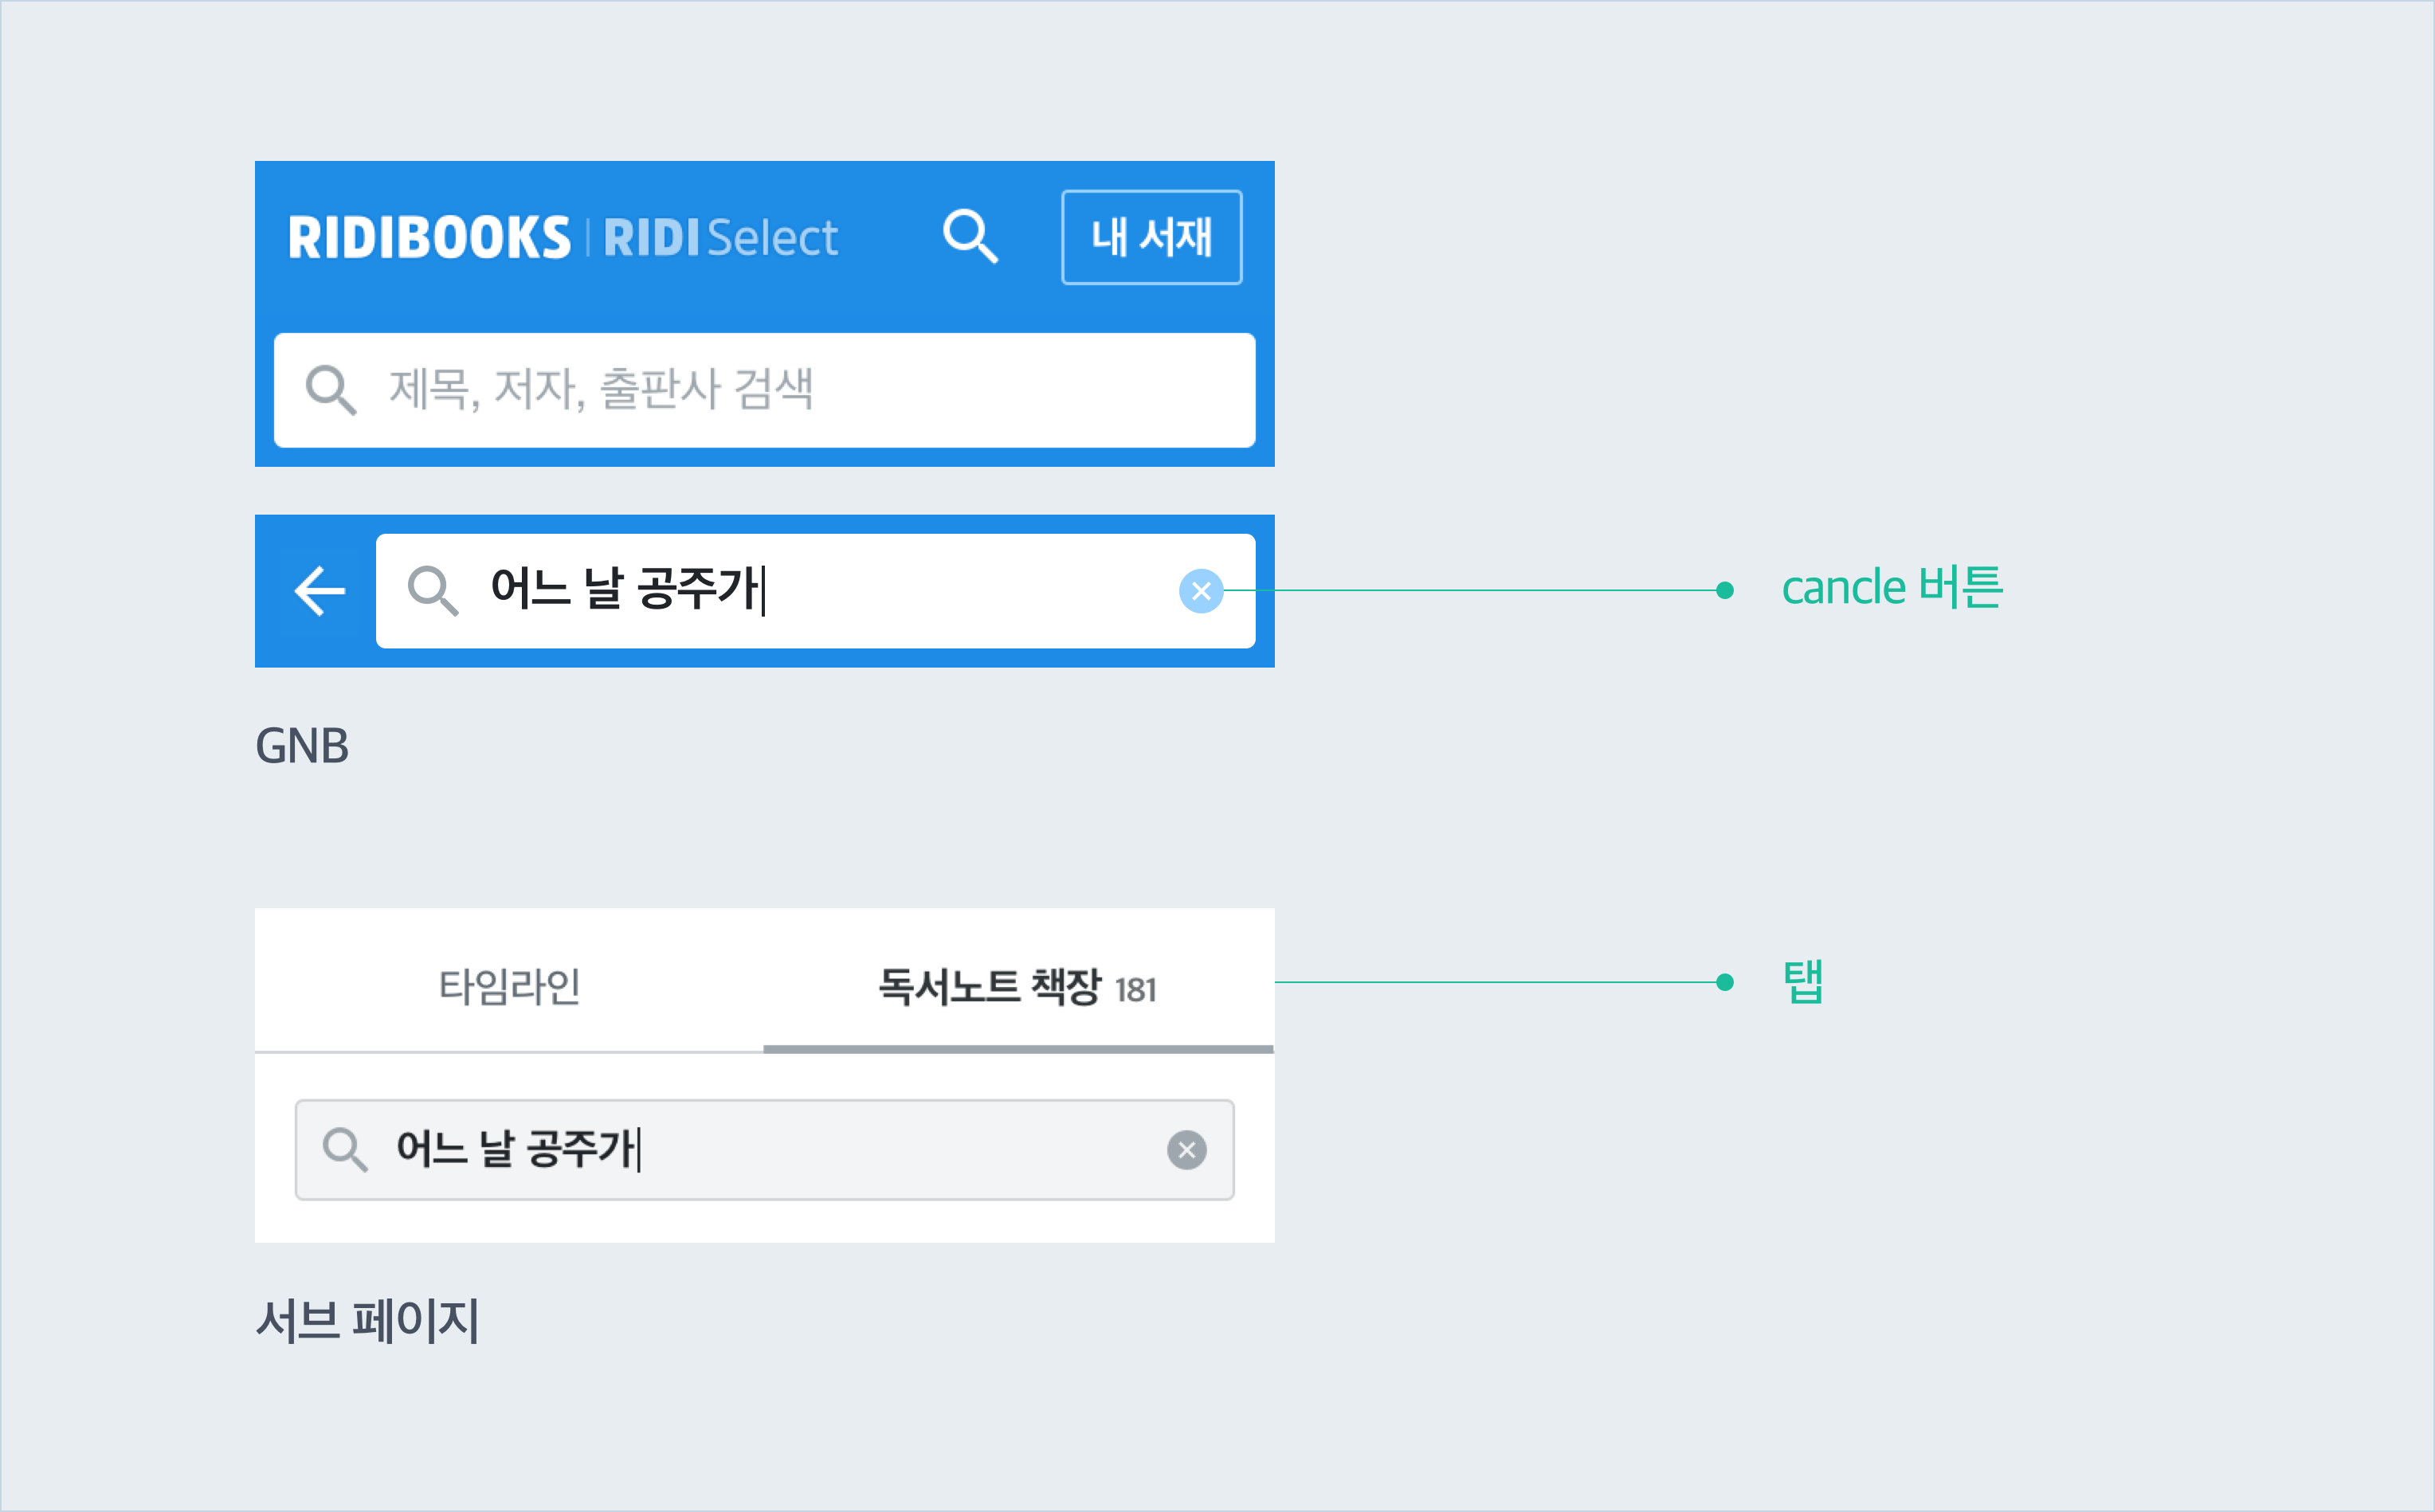 RIDIBOOKS | RIDI Select 내 서재
제목, 저자, 출판사 검색
어느 날 공주가
cancle 버튼
GNB
타임라인 독서노트 책장 181
탭
어느 날 공주가
서브 페이지